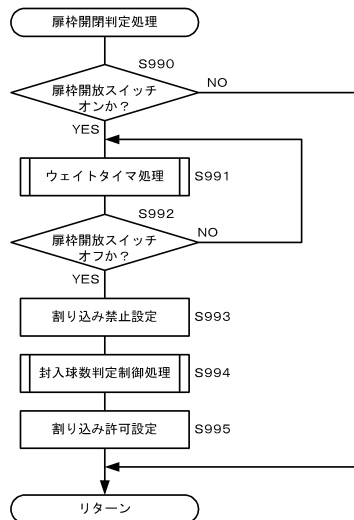 扉枠開閉判定処理
S990
扉枠開放スイッチ
オンか？
NO
YES
ウェイトタイマ処理
S991
S992
扉枠開放スイッチ
オフか？
NO
YES
割り込み禁止設定
S993
封入球数判定制御処理
S994
割り込み許可設定
S995
リターン